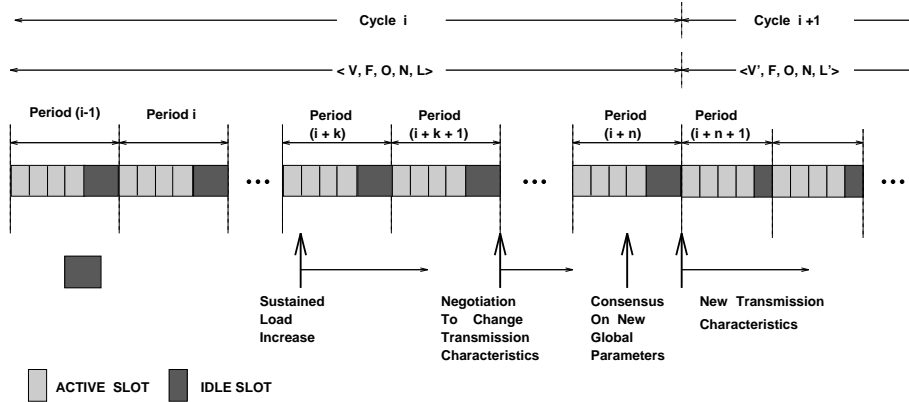 Cycle i
Cycle i +1
< V, F, O, N, L>
<V', F, O, N, L'>
Period (i-1)
Period i
Period
(i + k)
Period
(i + k + 1)
Period
(i + n)
Period
(i + n + 1)
•••
•••
•••
Sustained
Load
Increase
Negotiation
To Change
Transmission
Characteristics
Consensus
On New
Global
Parameters
New Transmission
Characteristics
ACTIVE SLOT
IDLE SLOT